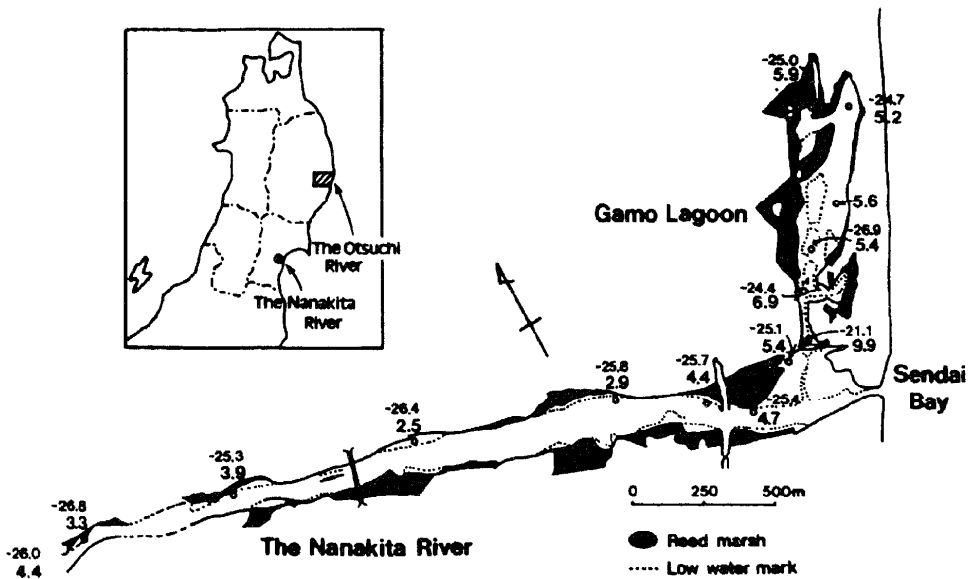 -25.0
5.9
-24.7
5.2
-5.6
Gamo Lagoon
-26.9
5.4
The Otsuchi
River
-24.4
6.9
The Nanakita
River
-25.1
5.4
-21.1
9.9
-25.8
2.9
-25.7
4.4
Sendai
Bay
-25.4
4.7
-26.4
2.5
-25.3
3.9
0 250 500m
-26.8
3.3
The Nanakita River
Reed marsh
Low water mark
-26.0
4.4